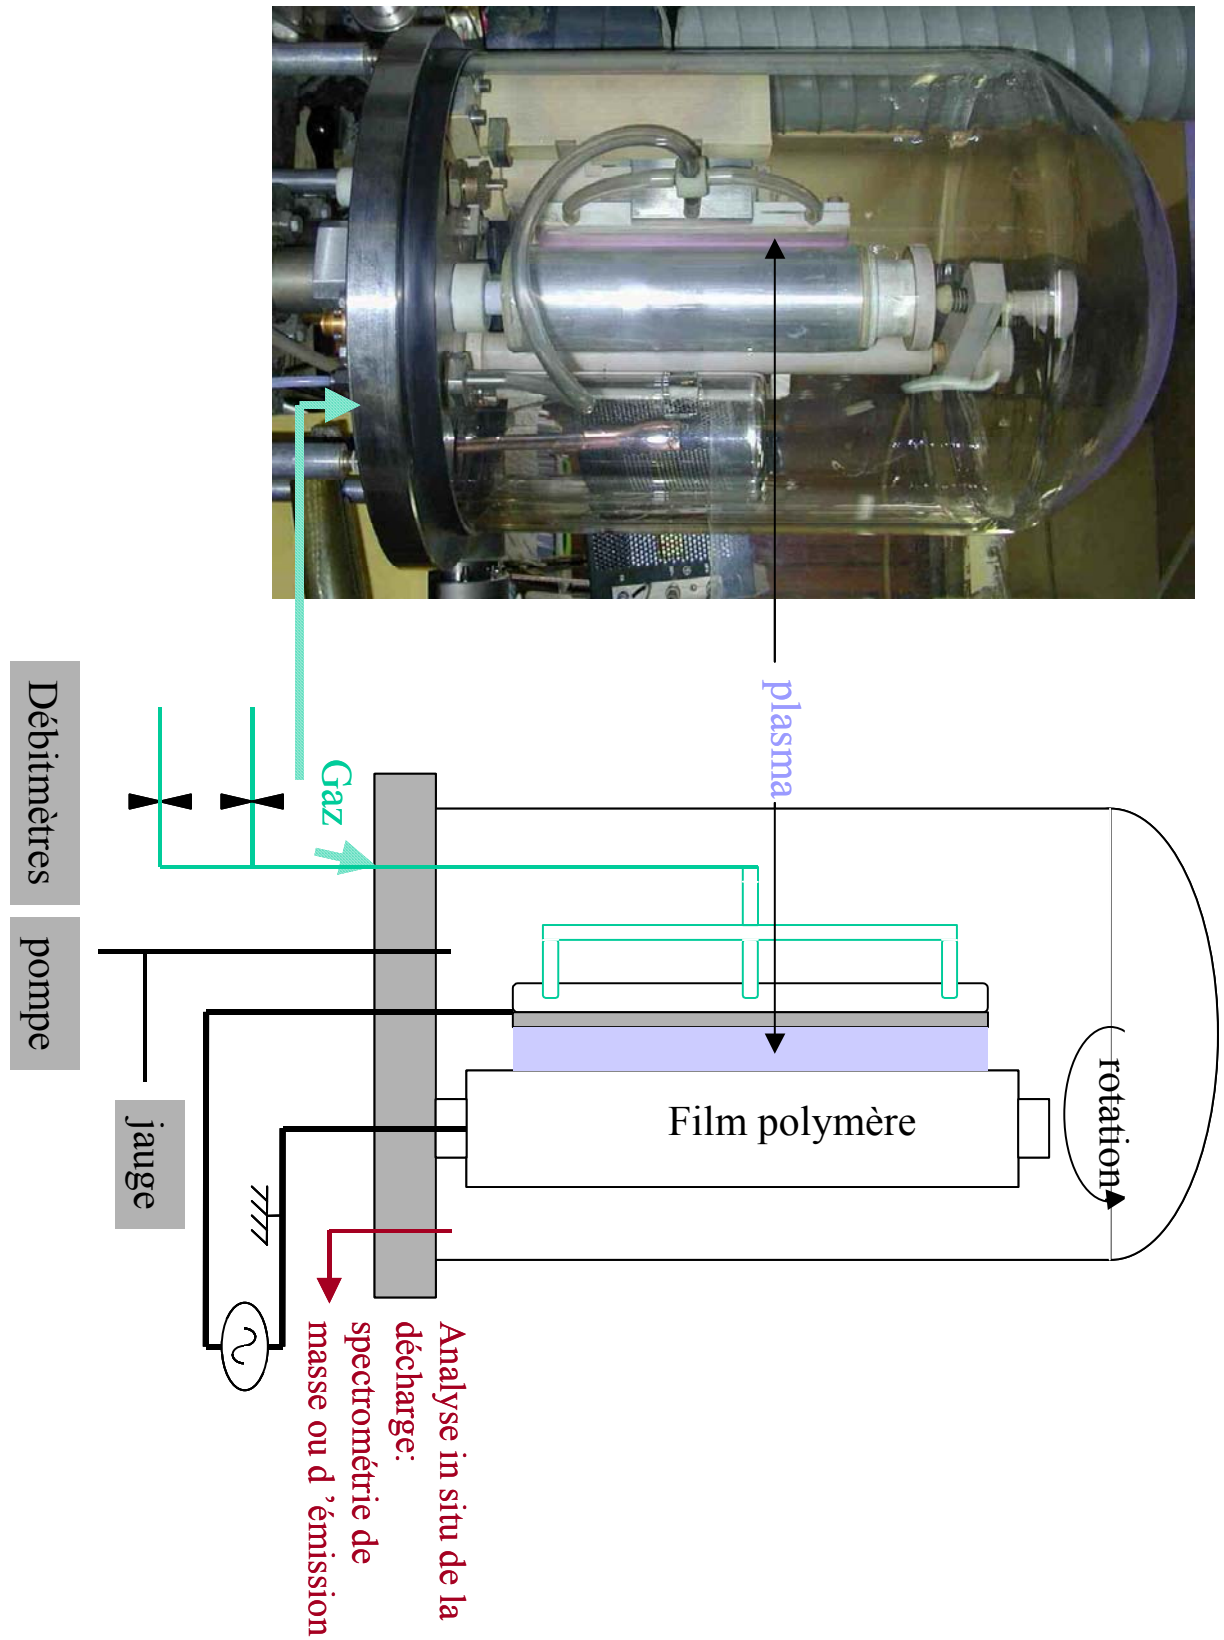 plasma
Gaz
Débitmètres
pompe
jauge
Film polymère
rotation
Analyse in situ de la
décharge:
spectrométrie de
masse ou d ’émission